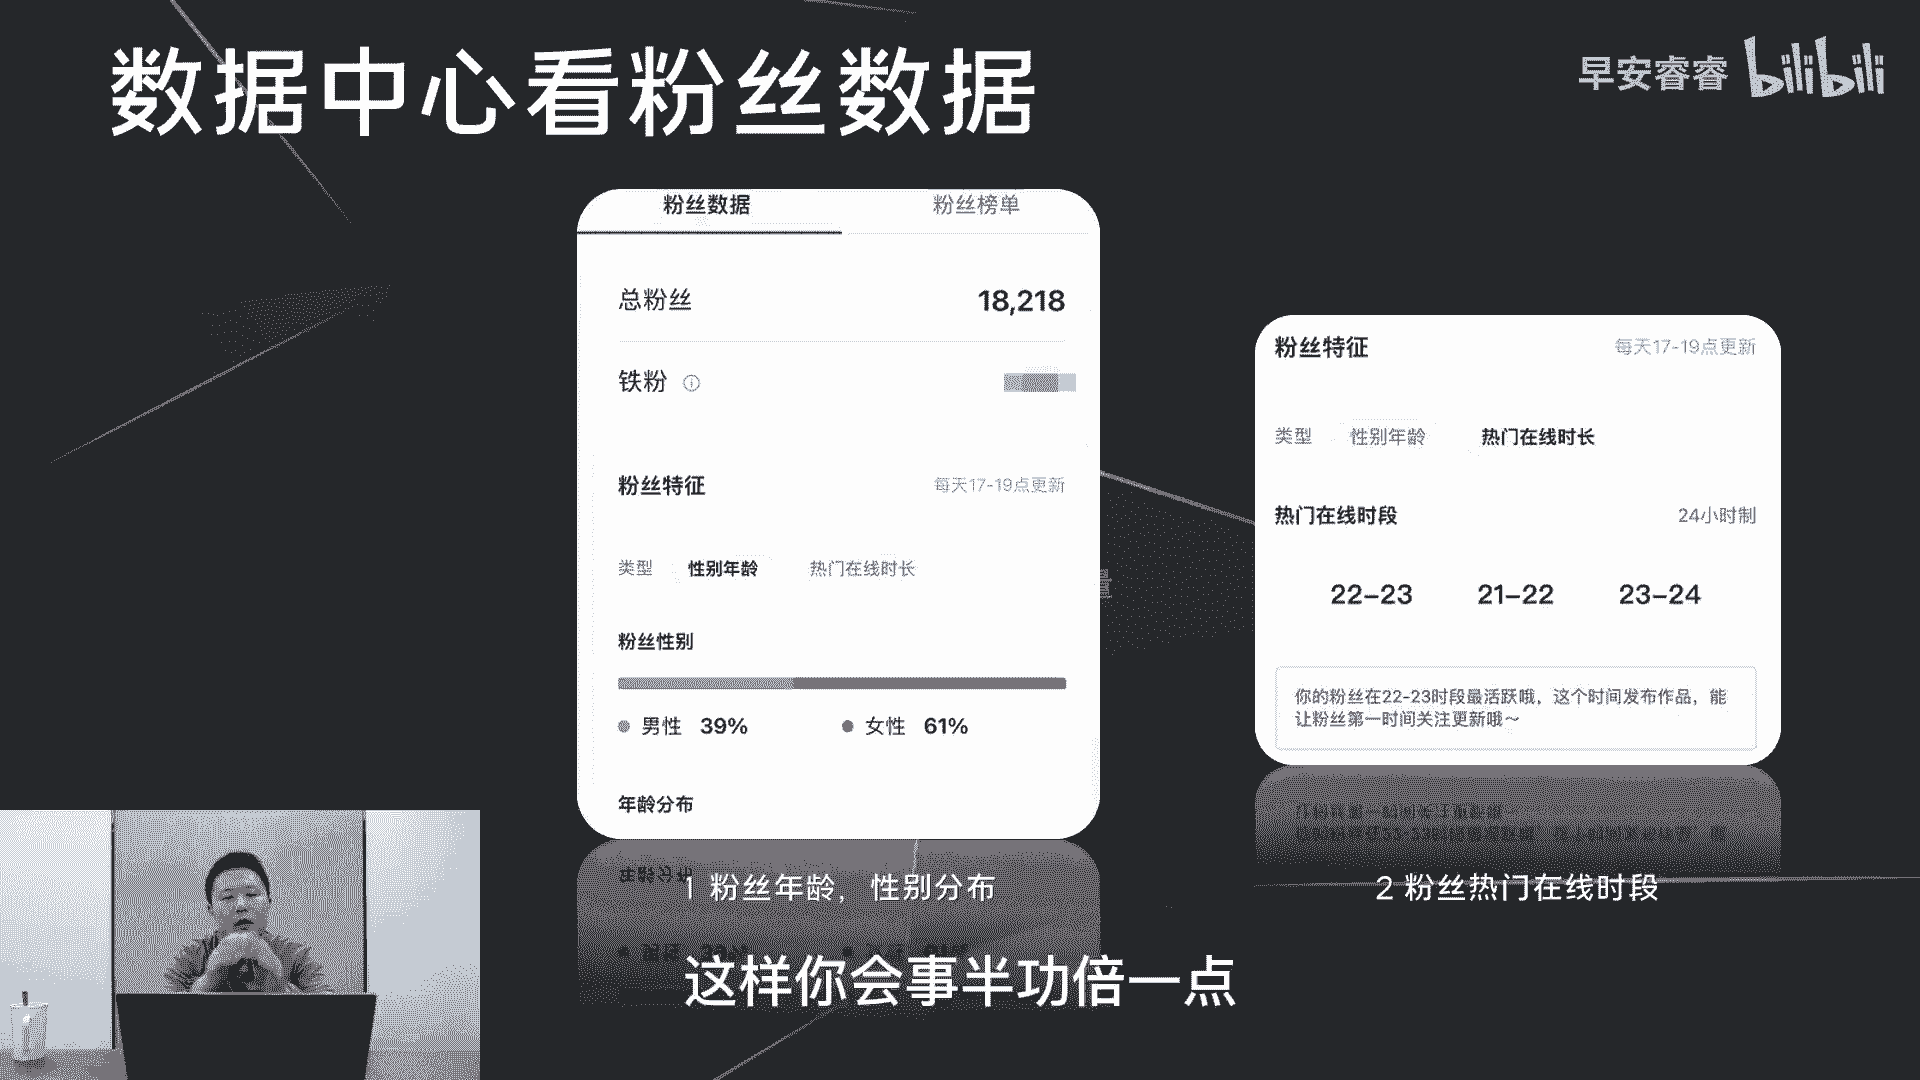 数据中心看粉丝数据
早安睿睿 bilibili
粉丝数据 粉丝榜单
总粉丝 18,218
铁粉
粉丝特征 每天17-19点更新
类型 性别年龄 热门在线时长
粉丝性别
男性 39% 女性 61%
年龄分布
1 粉丝年龄，性别分布
粉丝特征 每天17-19点更新
类型 性别年龄 热门在线时长
热门在线时段 24小时制
22-23 21-22 23-24
你的粉丝在22-23时段最活跃哦，这个时间发布作品，能
让粉丝第一时间关注更新哦～
2 粉丝热门在线时段
这样你会事半功倍一点